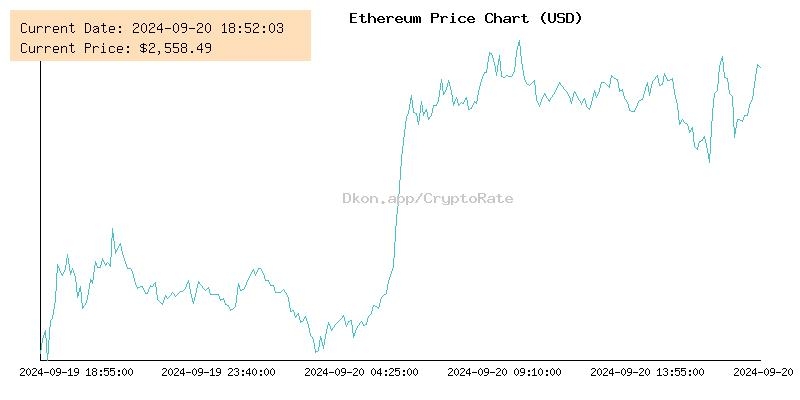 Ethereum Price Chart (USD)
Current Date: 2024-09-20 18:52:03
Current Price: $2,558.49
Dkon.app/CryptoRate
2024-09-19 18:55:00 2024-09-19 23:40:00 2024-09-20 04:25:00 2024-09-20 09:10:00 2024-09-20 13:55:00 2024-09-20